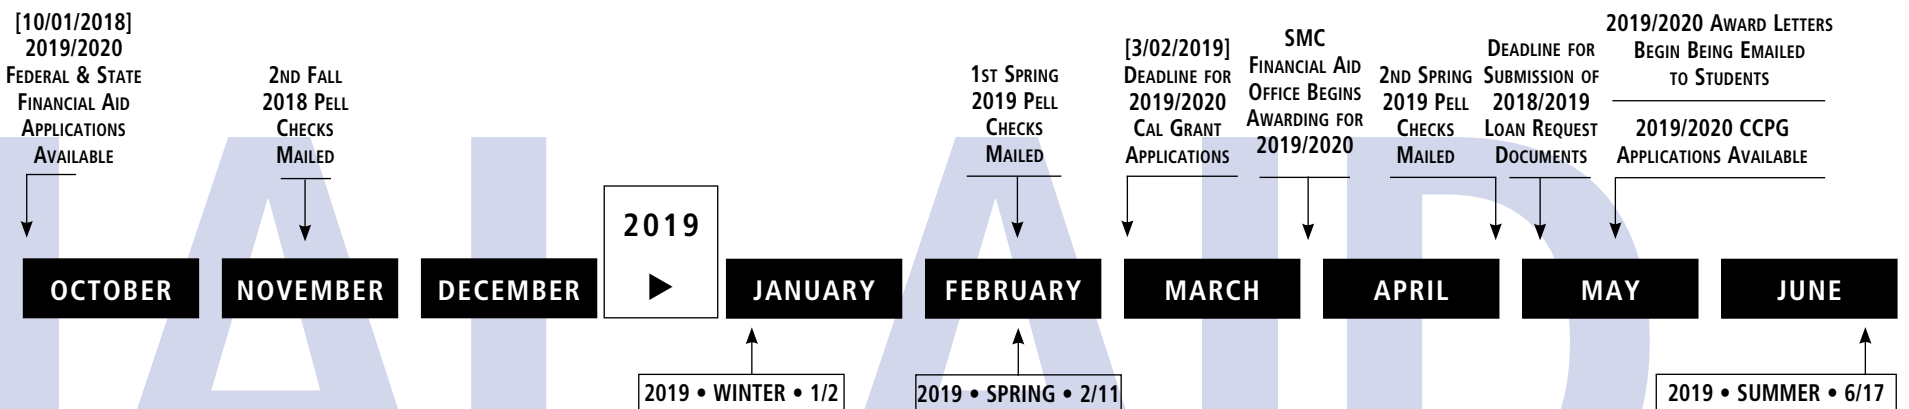 [10/01/2018]
2019/2020
Federal & State
Financial Aid
Applications
Available
2nd Fall
2018 Pell
Checks
Mailed
1st Spring
2019 Pell
Checks
Mailed
[3/02/2019]
Deadline for
2019/2020
Cal Grant
Applications
SMC
Financial Aid
Office Begins
Awarding for
2019/2020
2nd Spring
2019 Pell
Checks
Mailed
Deadline for
Submission of
2018/2019
Loan Request
Documents
2019/2020 Award Letters
Begin Being Emailed
to Students
2019/2020 CCPG
Applications Available
2019
OCTOBER
NOVEMBER
DECEMBER
JANUARY
FEBRUARY
MARCH
APRIL
MAY
JUNE
2019 • WINTER • 1/2
2019 • SPRING • 2/11
2019 • SUMMER • 6/17
IAL AID